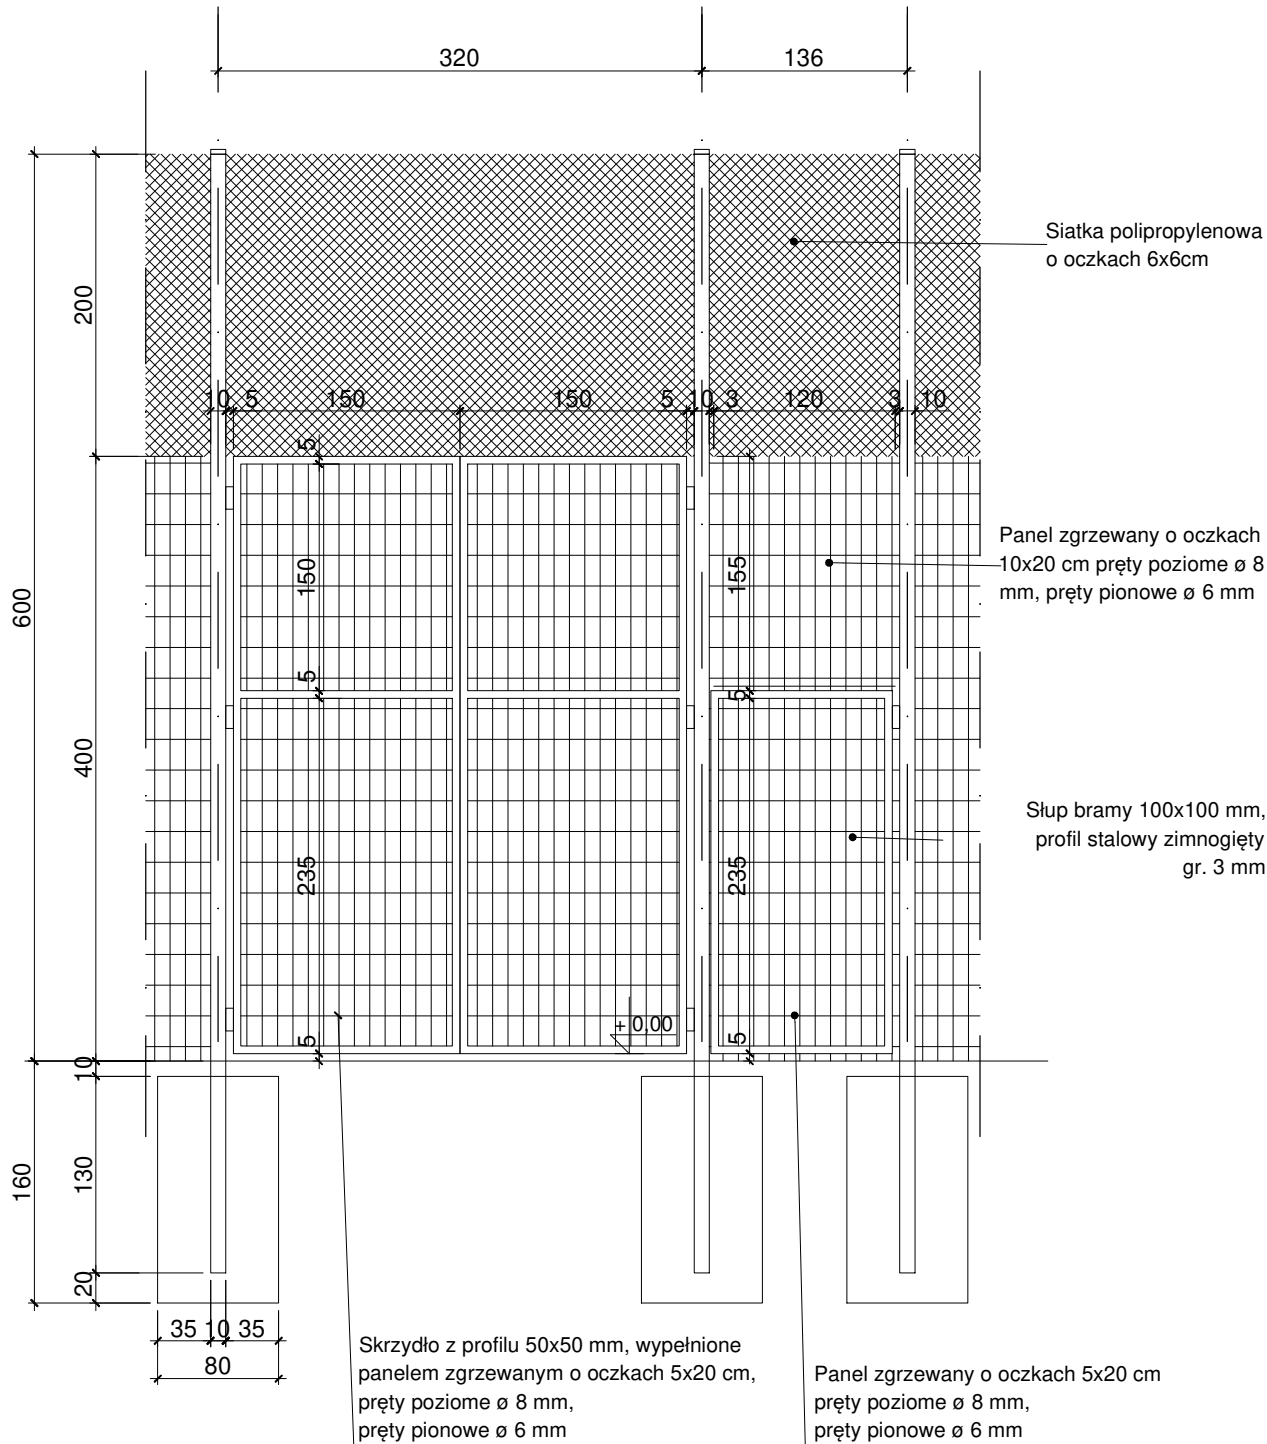 320
136
Siatka polipropylenowa
o oczkach 6x6cm
200
10 5 150 150 5 10 3 120 3 10
5
Panel zgrzewany o oczkach
10x20 cm pręty poziome ø 8
mm, pręty pionowe ø 6 mm
150
155
600
5
5
400
Słup bramy 100x100 mm,
profil stalowy zimnogięty
gr. 3 mm
235
235
+ 0,00
5
5
10
160
130
20
35 10 35
80
Skrzydło z profilu 50x50 mm, wypełnione
panelem zgrzewanym o oczkach 5x20 cm,
pręty poziome ø 8 mm,
pręty pionowe ø 6 mm
Panel zgrzewany o oczkach 5x20 cm
pręty poziome ø 8 mm,
pręty pionowe ø 6 mm